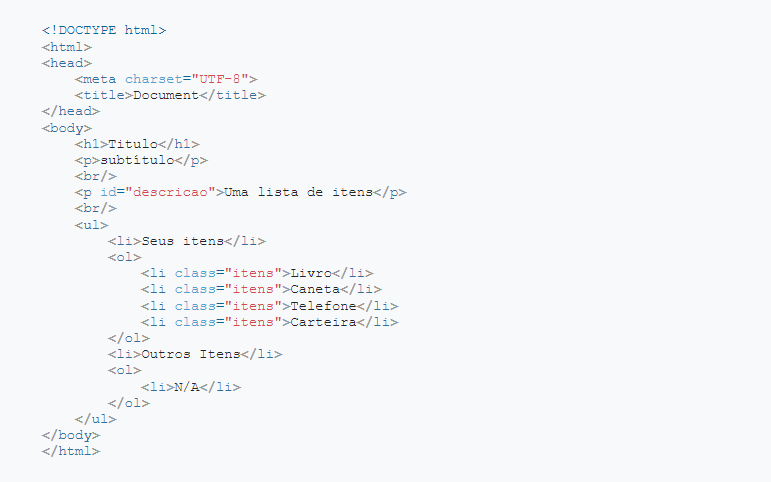 <!DOCTYPE html>
<html>
<head>
    <meta charset="UTF-8">
    <title>Document</title>
</head>
<body>
    <h1>Titulo</h1>
    <p>subtítulo</p>
    <br/>
    <p id="descricao">Uma lista de itens</p>
    <br/>
    <ul>
        <li>Seus itens</li>
        <ol>
            <li class="itens">Livro</li>
            <li class="itens">Caneta</li>
            <li class="itens">Telefone</li>
            <li class="itens">Carteira</li>
        </ol>
        <li>Outros Itens</li>
        <ol>
            <li>N/A</li>
        </ol>
    </ul>
</body>
</html>